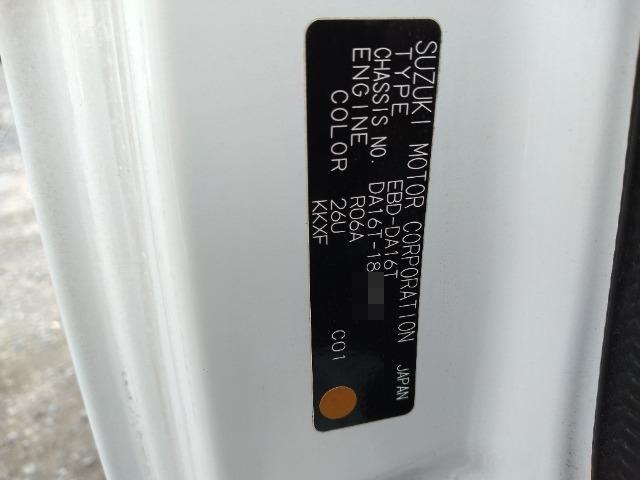 SUZUKI MOTOR CORPORATION JAPAN
TYPE EBD-DA16T
CHASSIS NO. DA16T-18
ENGINE R06A
COLOR 26U C01
KKXF